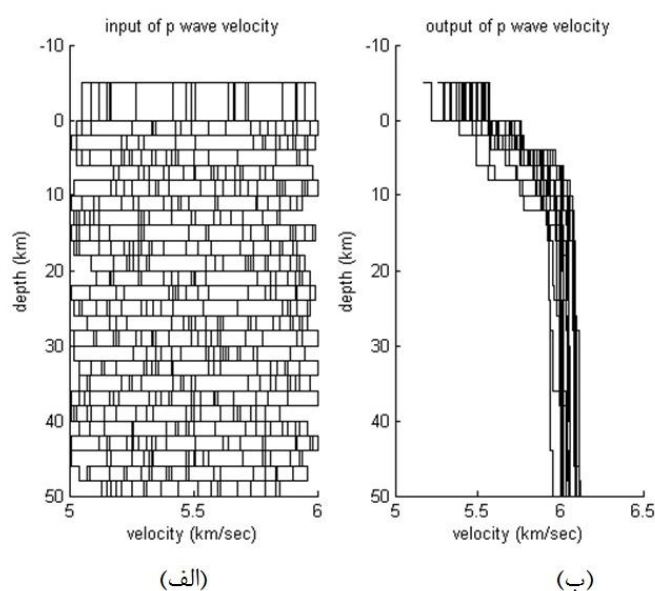 input of p wave velocity
-10
0
10
20
30
40
50
depth (km)
5
5.5
6
velocity (km/sec)
(الف)
output of p wave velocity
-10
0
10
20
30
40
50
depth (km)
5
5.5
6
6.5
velocity (km/sec)
(ب)